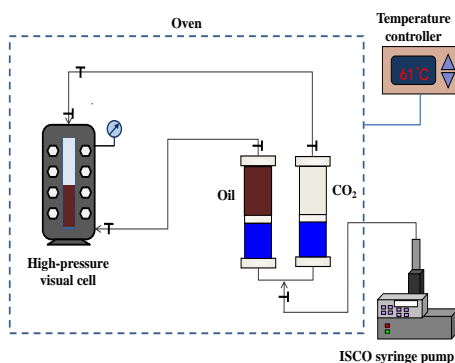 Oven
Temperature
controller
61°C
Oil
CO₂
High-pressure
visual cell
ISCO syringe pump